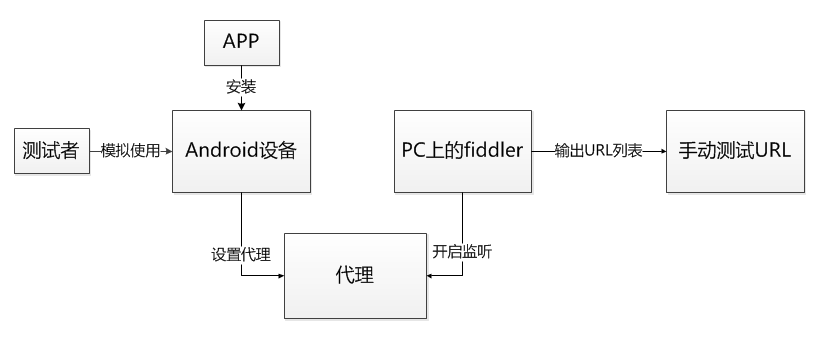 APP
安装
测试者
模拟使用
Android设备
PC上的fiddler
输出URL列表
手动测试URL
设置代理
代理
开启监听